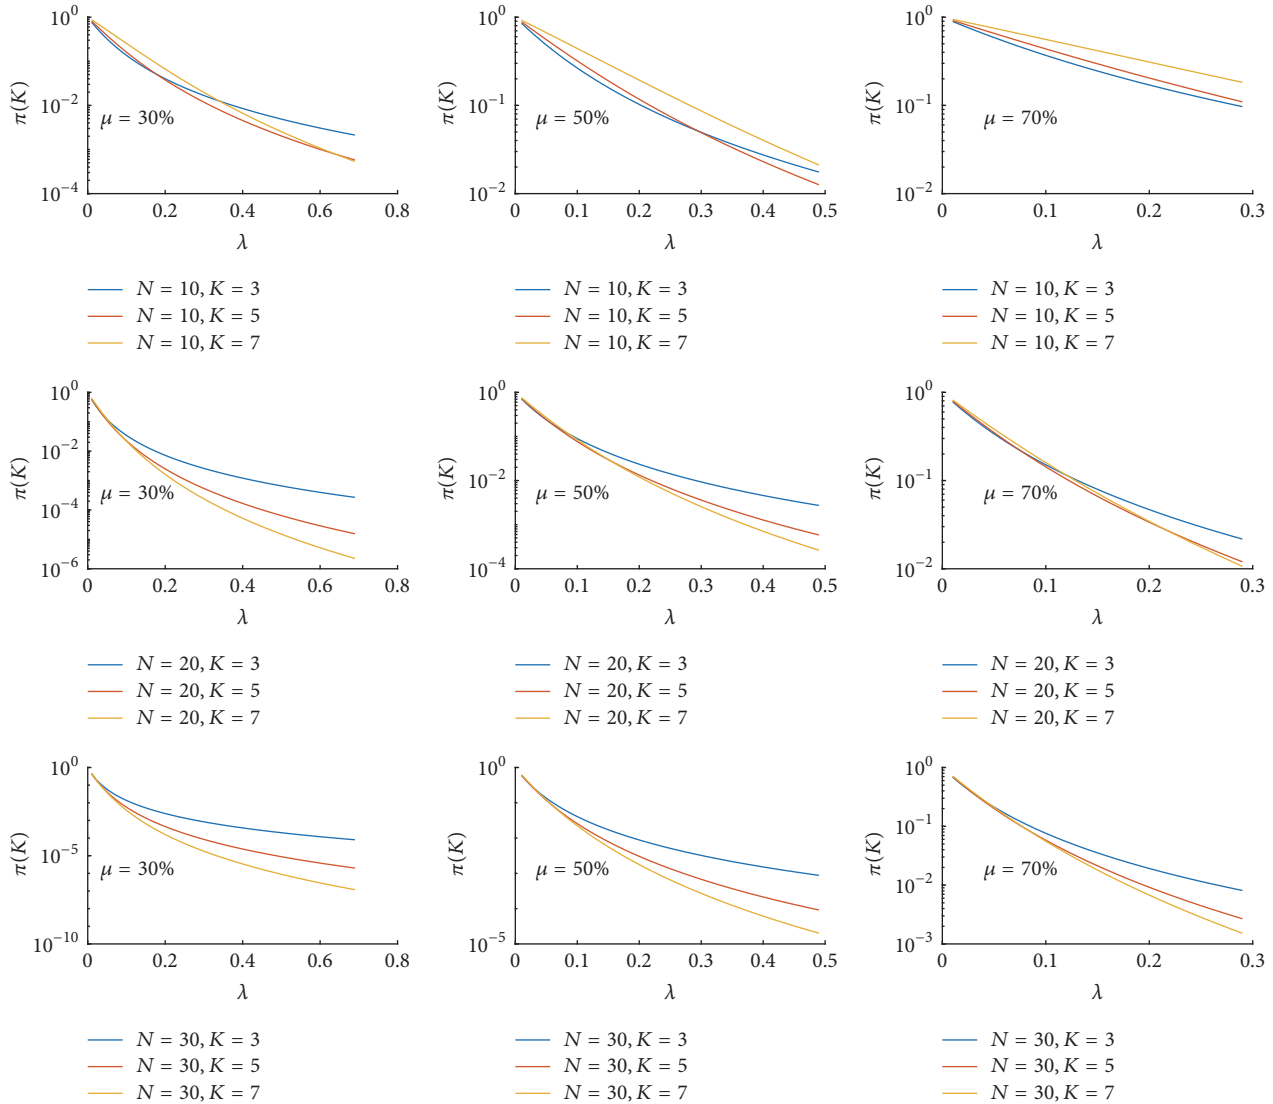 10^0
10^-2
10^-4
π(K)
μ = 30%
0 0.2 0.4 0.6 0.8
λ
N = 10, K = 3
N = 10, K = 5
N = 10, K = 7
10^0
10^-1
10^-2
π(K)
μ = 50%
0 0.1 0.2 0.3 0.4 0.5
λ
N = 10, K = 3
N = 10, K = 5
N = 10, K = 7
10^0
10^-1
10^-2
π(K)
μ = 70%
0 0.1 0.2 0.3
λ
N = 10, K = 3
N = 10, K = 5
N = 10, K = 7
10^0
10^-2
10^-4
10^-6
π(K)
μ = 30%
0 0.2 0.4 0.6 0.8
λ
N = 20, K = 3
N = 20, K = 5
N = 20, K = 7
10^0
10^-2
10^-4
π(K)
μ = 50%
0 0.1 0.2 0.3 0.4 0.5
λ
N = 20, K = 3
N = 20, K = 5
N = 20, K = 7
10^0
10^-1
10^-2
π(K)
μ = 70%
0 0.1 0.2 0.3
λ
N = 20, K = 3
N = 20, K = 5
N = 20, K = 7
10^0
10^-5
10^-10
π(K)
μ = 30%
0 0.2 0.4 0.6 0.8
λ
N = 30, K = 3
N = 30, K = 5
N = 30, K = 7
10^0
10^-5
π(K)
μ = 50%
0 0.1 0.2 0.3 0.4 0.5
λ
N = 30, K = 3
N = 30, K = 5
N = 30, K = 7
10^0
10^-1
10^-2
10^-3
π(K)
μ = 70%
0 0.1 0.2 0.3
λ
N = 30, K = 3
N = 30, K = 5
N = 30, K = 7